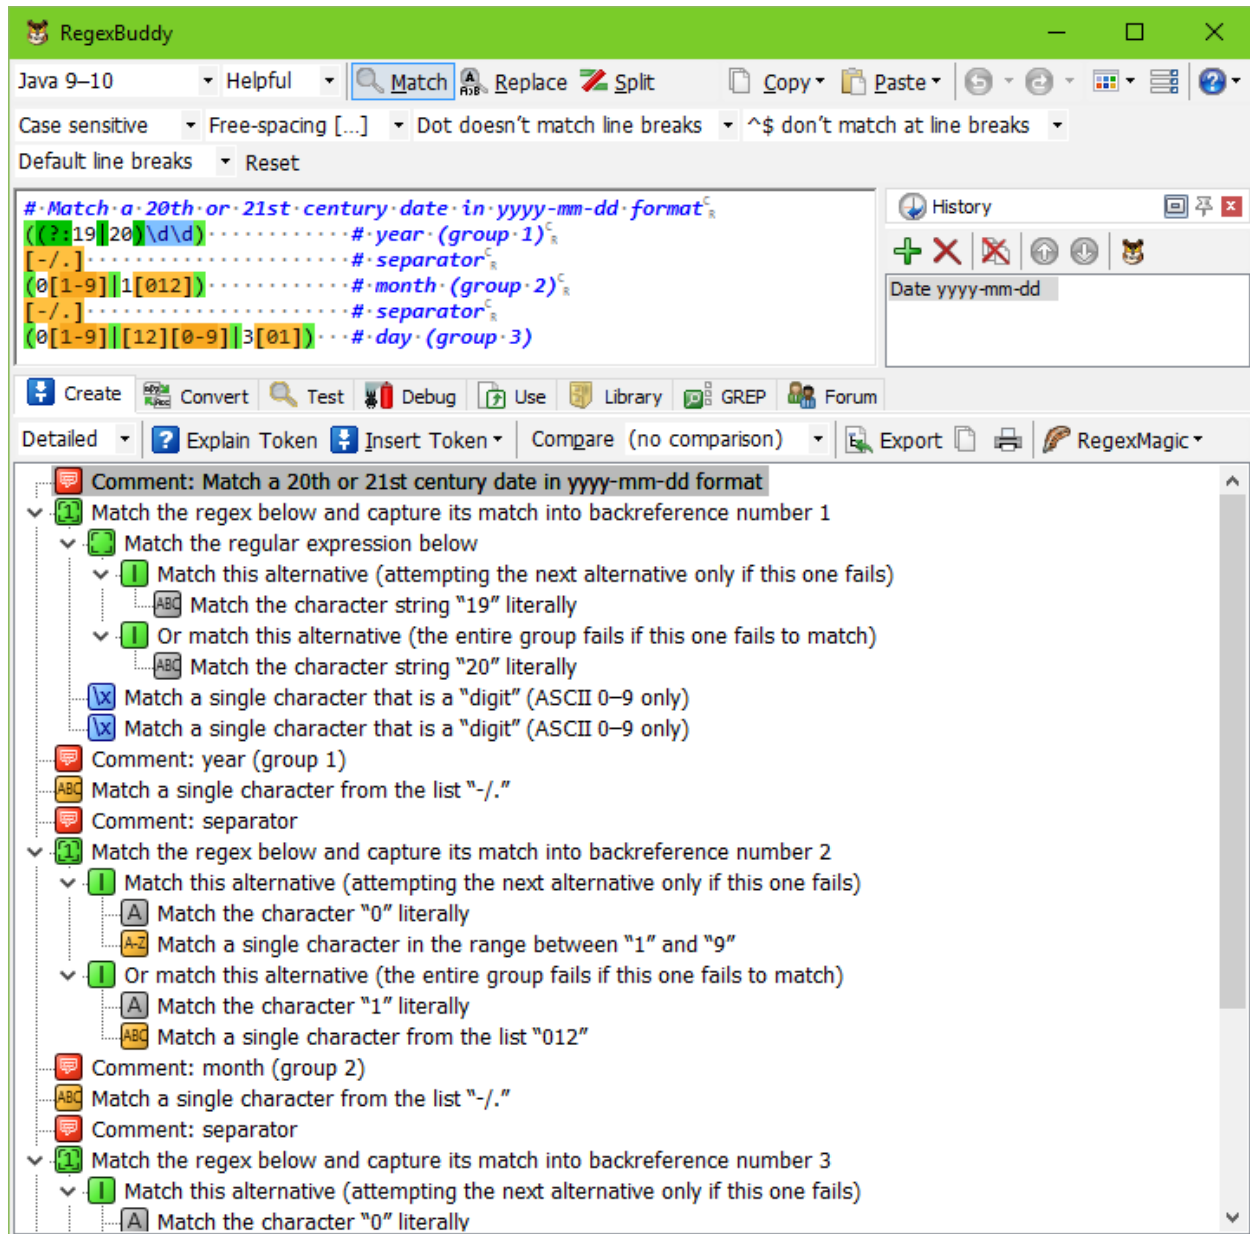 RegexBuddy
Java 9–10 Helpful Match Replace Split Copy Paste
Case sensitive Free-spacing [...] Dot doesn't match line breaks ^$ don't match at line breaks
Default line breaks Reset
#·Match·a·20th·or·21st·century·date·in·yyyy-mm-dd·format
((?:19|20)\d\d)············#·year·(group·1)
[-/.]······················#·separator
(0[1-9]|1[012])············#·month·(group·2)
[-/.]······················#·separator
(0[1-9]|[12][0-9]|3[01])···#·day·(group·3)
History
Date yyyy-mm-dd
Create Convert Test Debug Use Library GREP Forum
Detailed Explain Token Insert Token Compare (no comparison) Export RegexMagic
Comment: Match a 20th or 21st century date in yyyy-mm-dd format
Match the regex below and capture its match into backreference number 1
Match the regular expression below
Match this alternative (attempting the next alternative only if this one fails)
Match the character string “19” literally
Or match this alternative (the entire group fails if this one fails to match)
Match the character string “20” literally
Match a single character that is a “digit” (ASCII 0–9 only)
Match a single character that is a “digit” (ASCII 0–9 only)
Comment: year (group 1)
Match a single character from the list “-/.”
Comment: separator
Match the regex below and capture its match into backreference number 2
Match this alternative (attempting the next alternative only if this one fails)
Match the character “0” literally
Match a single character in the range between “1” and “9”
Or match this alternative (the entire group fails if this one fails to match)
Match the character “1” literally
Match a single character from the list “012”
Comment: month (group 2)
Match a single character from the list “-/.”
Comment: separator
Match the regex below and capture its match into backreference number 3
Match this alternative (attempting the next alternative only if this one fails)
Match the character “0” literally